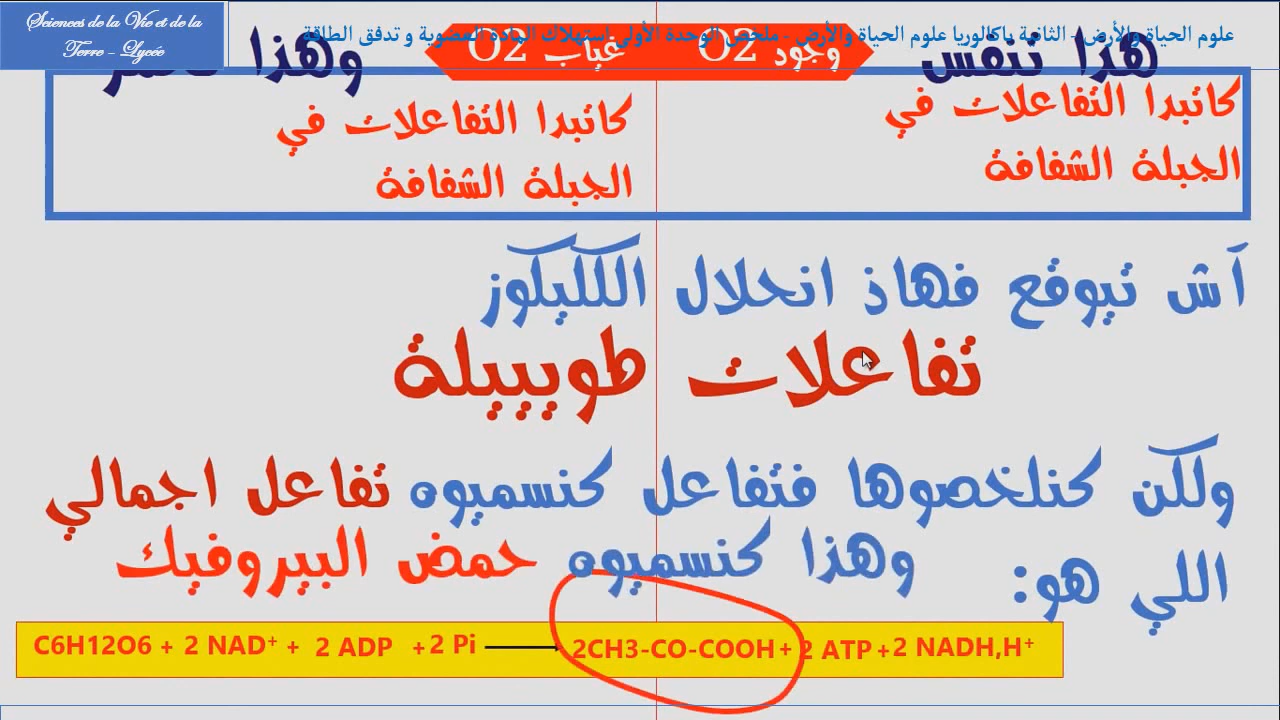 Sciences de la Vie et de la
Terre - Lycée
علوم الحياة والأرض - الثانية باكالوريا علوم الحياة والأرض - ملخص الوحدة الأولى استهلاك المادة العضوية و تدفق الطاقة
هذا تنفس
وجود O2
غياب O2
وهذا تخمر
كاتبدا التفاعلات في
الجبلة الشفافة
كاتبدا التفاعلات في
الجبلة الشفافة
آش تيوقع فهاذ انحلال الكليكوز
تفاعلات طويييلة
ولكن كنلخصوها فتفاعل كنسميوه تفاعل اجمالي
اللي هو: وهذا كنسميوه حمض البيروفيك
C6H12O6 + 2 NAD⁺ + 2 ADP + 2 Pi → 2CH3-CO-COOH + 2 ATP + 2 NADH,H⁺